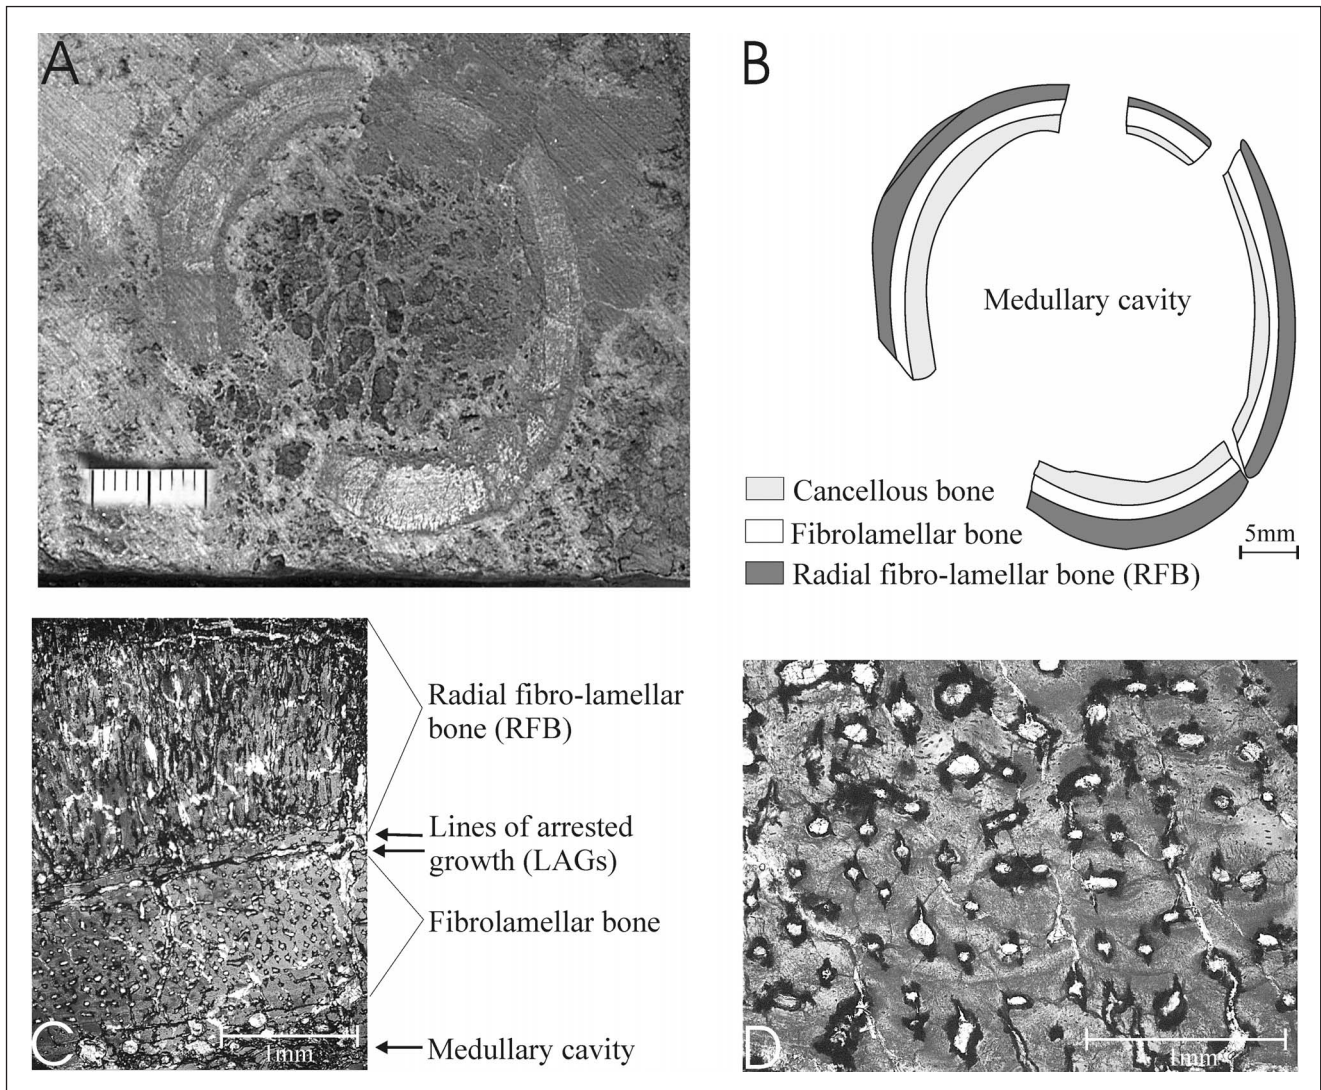 A
B
Medullary cavity
Cancellous bone
Fibrolamellar bone
Radial fibro-lamellar bone (RFB)
5mm
Radial fibro-lamellar
bone (RFB)
Lines of arrested
growth (LAGs)
Fibrolamellar bone
Medullary cavity
C
1mm
D
1mm